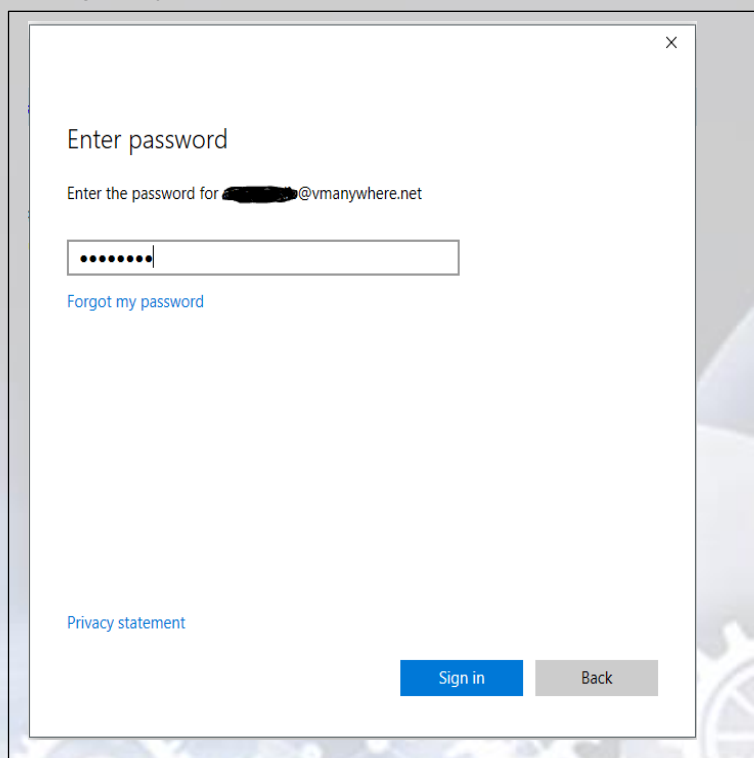 Enter password
Enter the password for @vmanywhere.net
Forgot my password
Privacy statement
Sign in Back